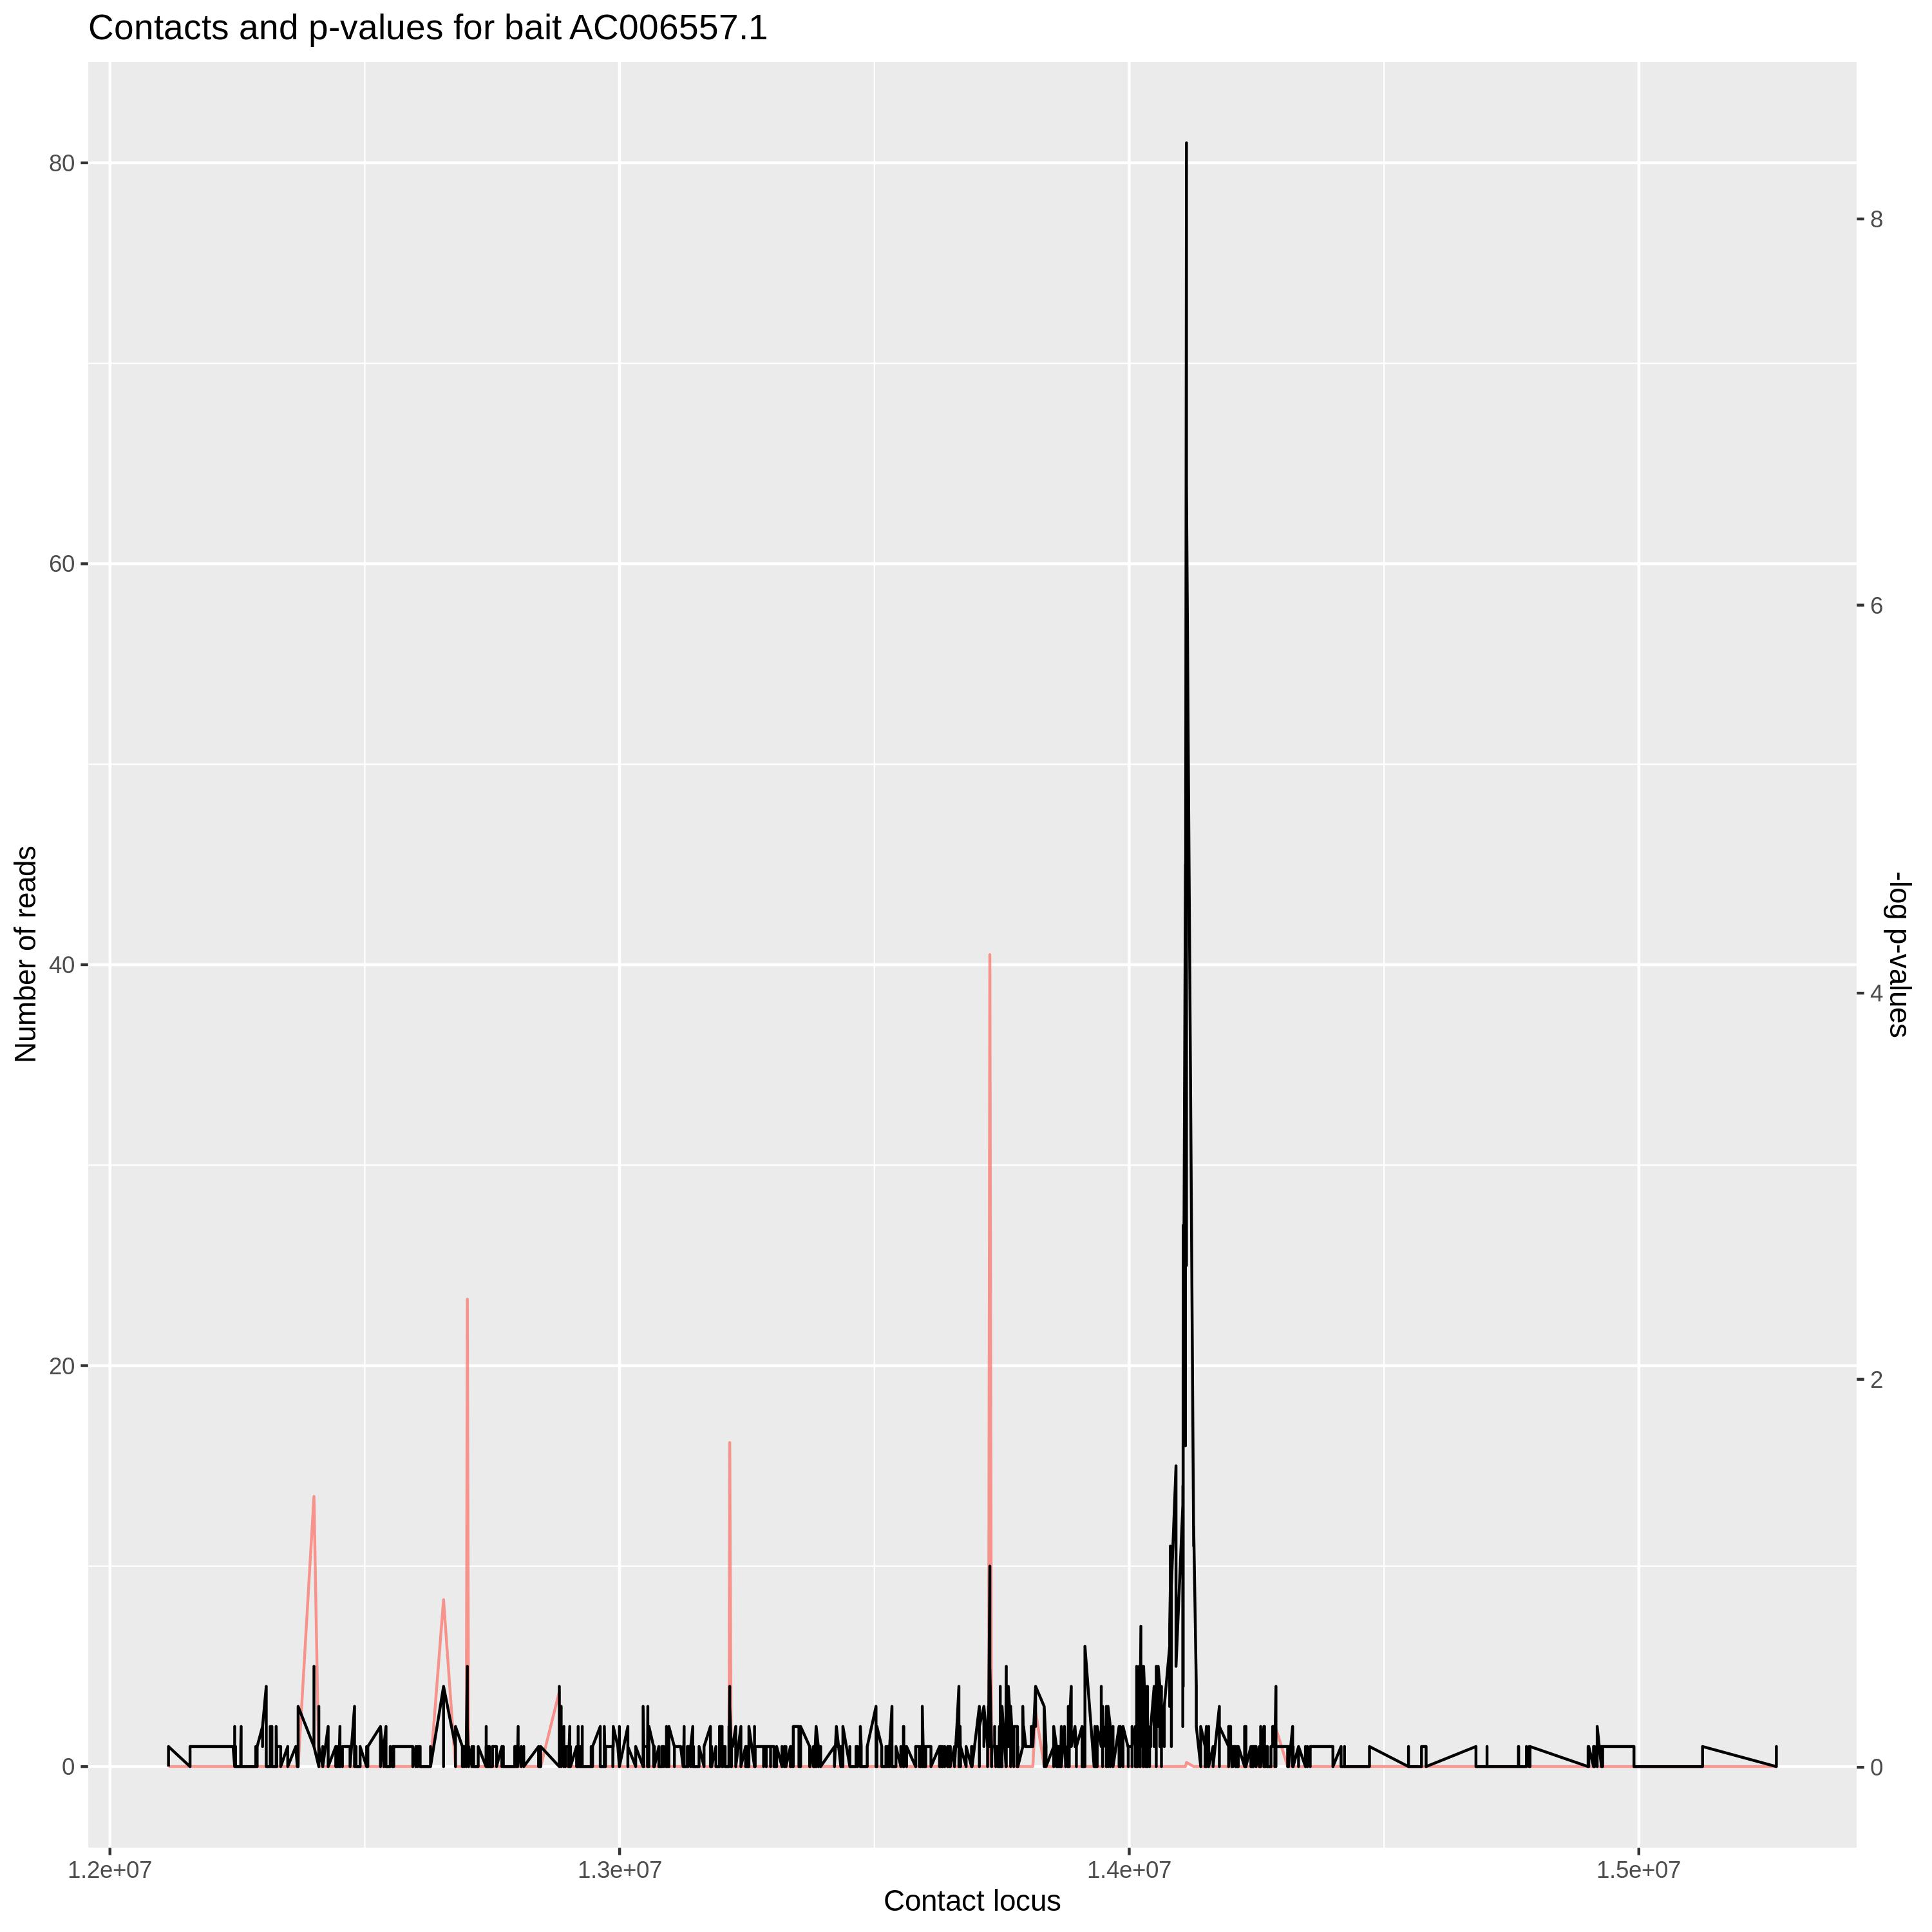 Contacts and p-values for bait AC006557.1
80
60
40
20
0
Number of reads
8
6
4
2
0
-log p-values
1.2e+07
1.3e+07
1.4e+07
1.5e+07
Contact locus